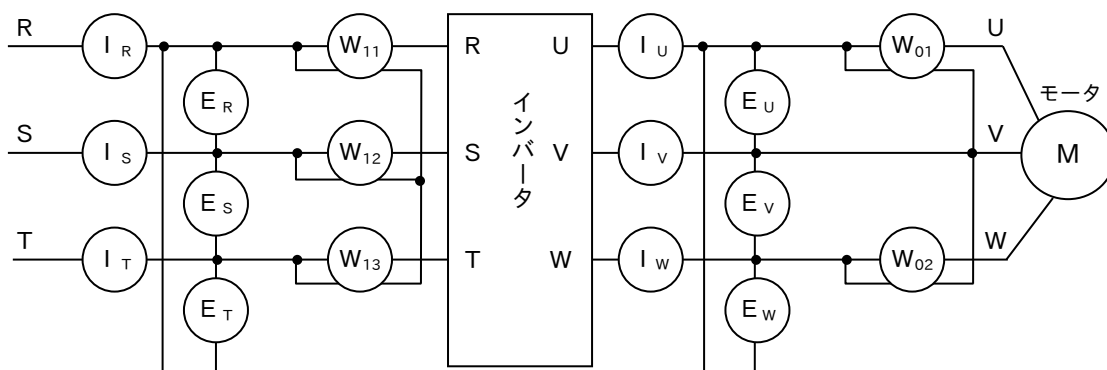 R I R W11 R U I U W01 U
E R E U
モータ
S I S W12 S インバータ V I V V M
E S E V
T I T W13 T W I W W02 W
E T E W